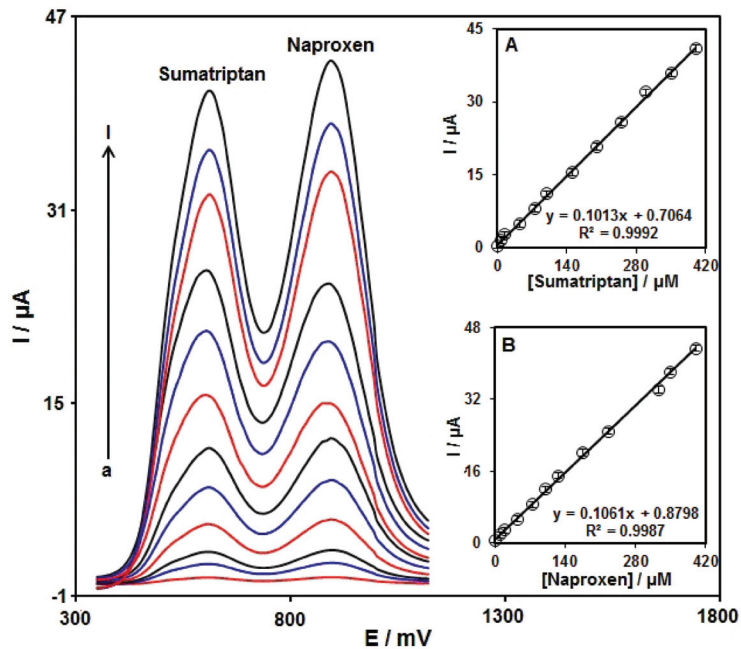 47
31
15
-1
I / µA
300
800
1300
1800
E / mV
Sumatriptan
Naproxen
l
a
A
45
30
15
0
I / µA
y = 0.1013x + 0.7064
R² = 0.9992
0
140
280
420
[Sumatriptan] / µM
B
48
32
16
0
I / µA
y = 0.1061x + 0.8798
R² = 0.9987
0
140
280
420
[Naproxen] / µM